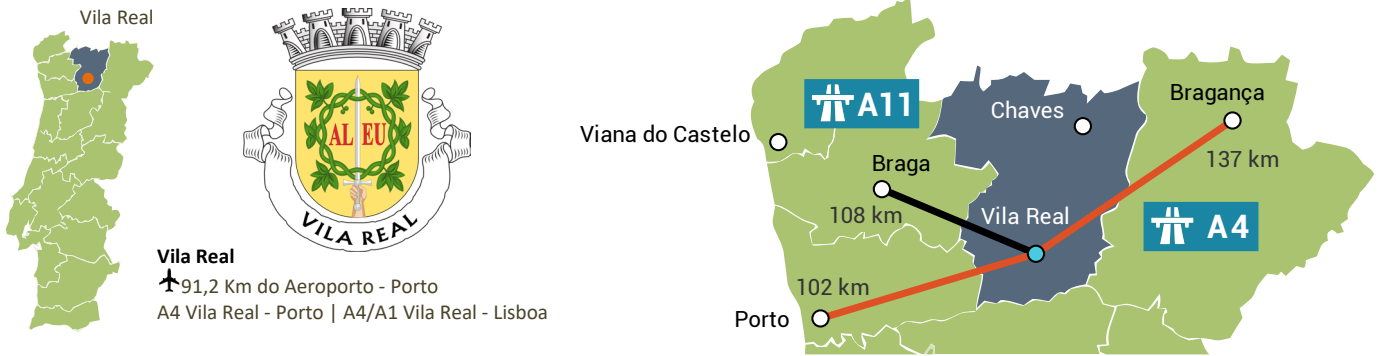 Vila Real
AL EU
VILA REAL
Vila Real
91,2 Km do Aeroporto - Porto
A4 Vila Real - Porto | A4/A1 Vila Real - Lisboa
A11
Chaves
Bragança
Viana do Castelo
137 km
Braga
108 km
Vila Real
A4
102 km
Porto